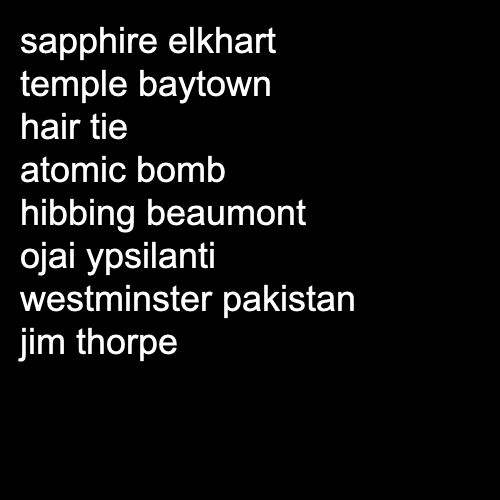 sapphire elkhart
temple baytown
hair tie
atomic bomb
hibbing beaumont
ojai ypsilanti
westminster pakistan
jim thorpe